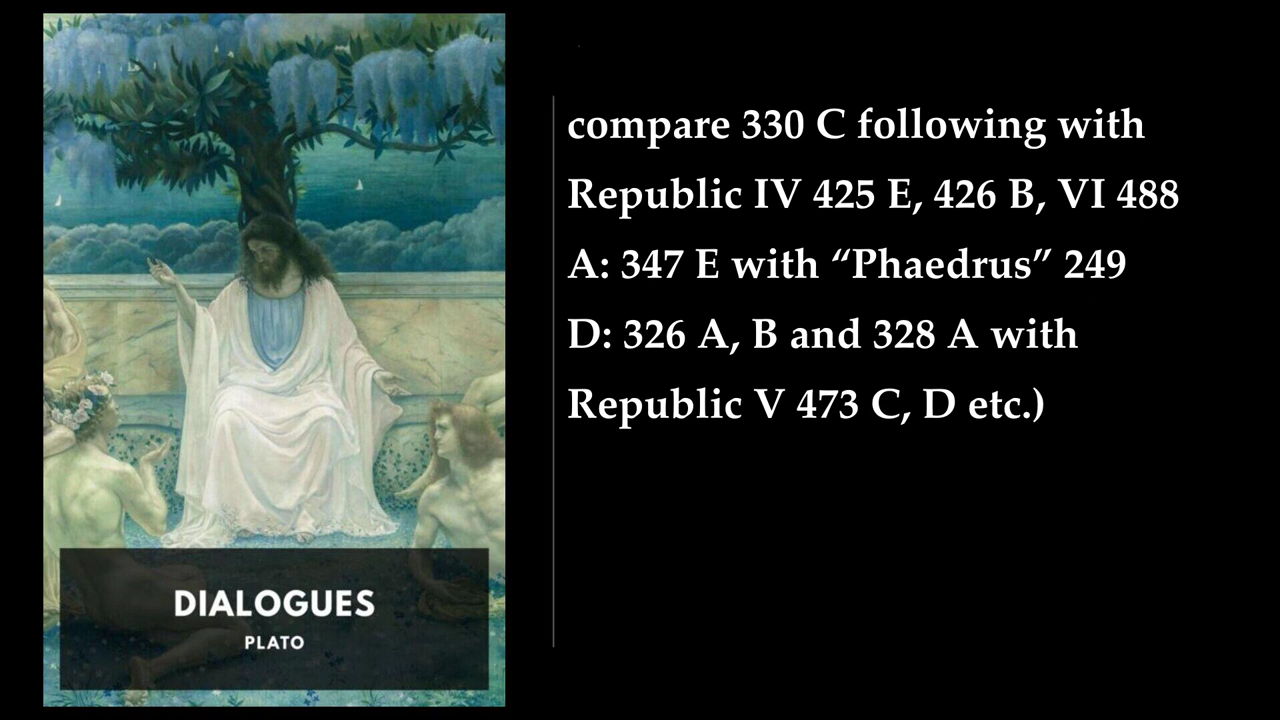 DIALOGUES
PLATO
compare 330 C following with
Republic IV 425 E, 426 B, VI 488
A: 347 E with “Phaedrus” 249
D: 326 A, B and 328 A with
Republic V 473 C, D etc.)